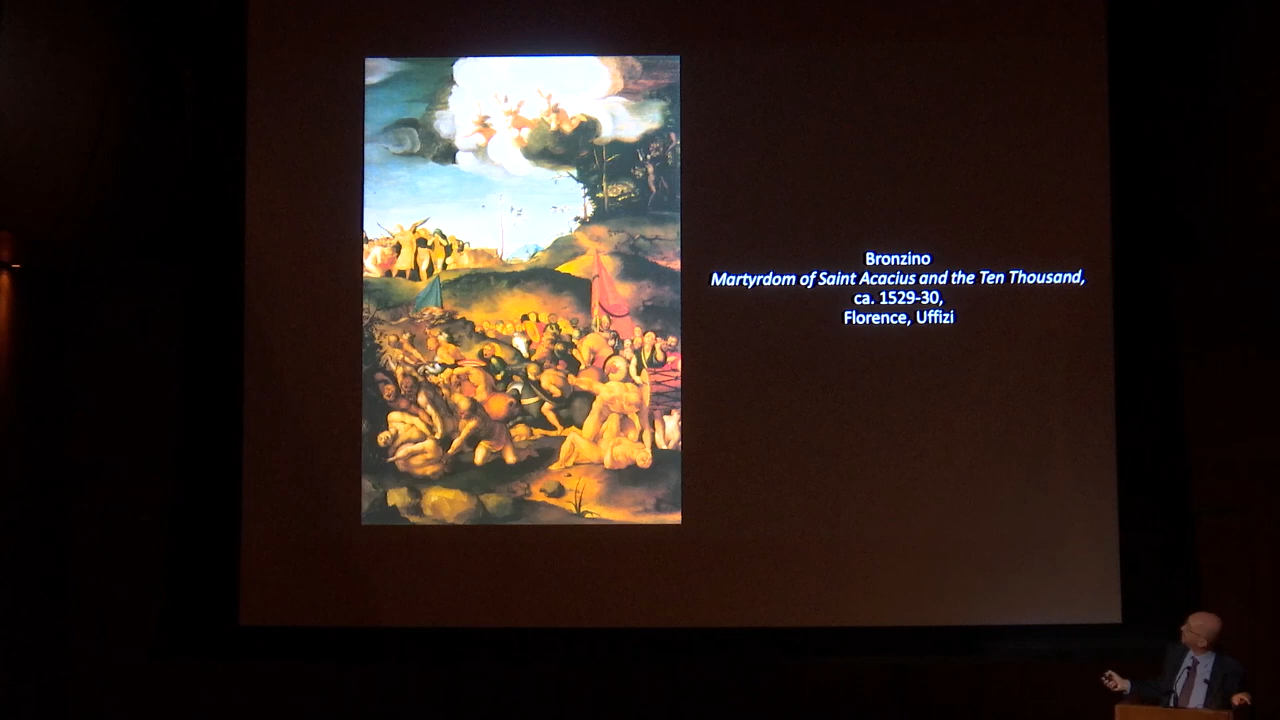 Bronzino
Martyrdom of Saint Acacius and the Ten Thousand,
ca. 1529-30,
Florence, Uffizi